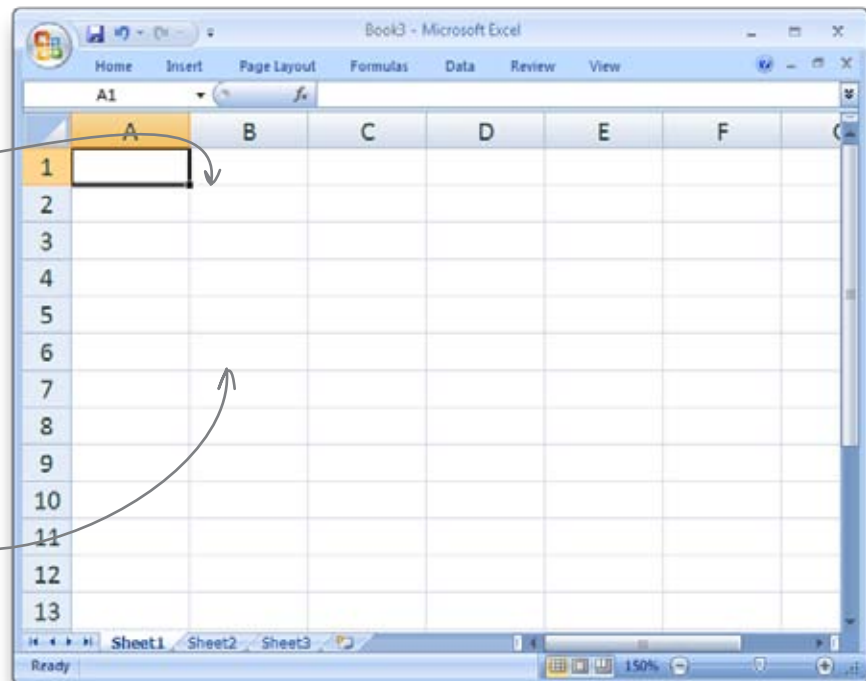 Book3 - Microsoft Excel
Home Insert Page Layout Formulas Data Review View
A1 fx
A B C D E F
1
2
3
4
5
6
7
8
9
10
11
12
13
Sheet1 Sheet2 Sheet3
Ready 150%